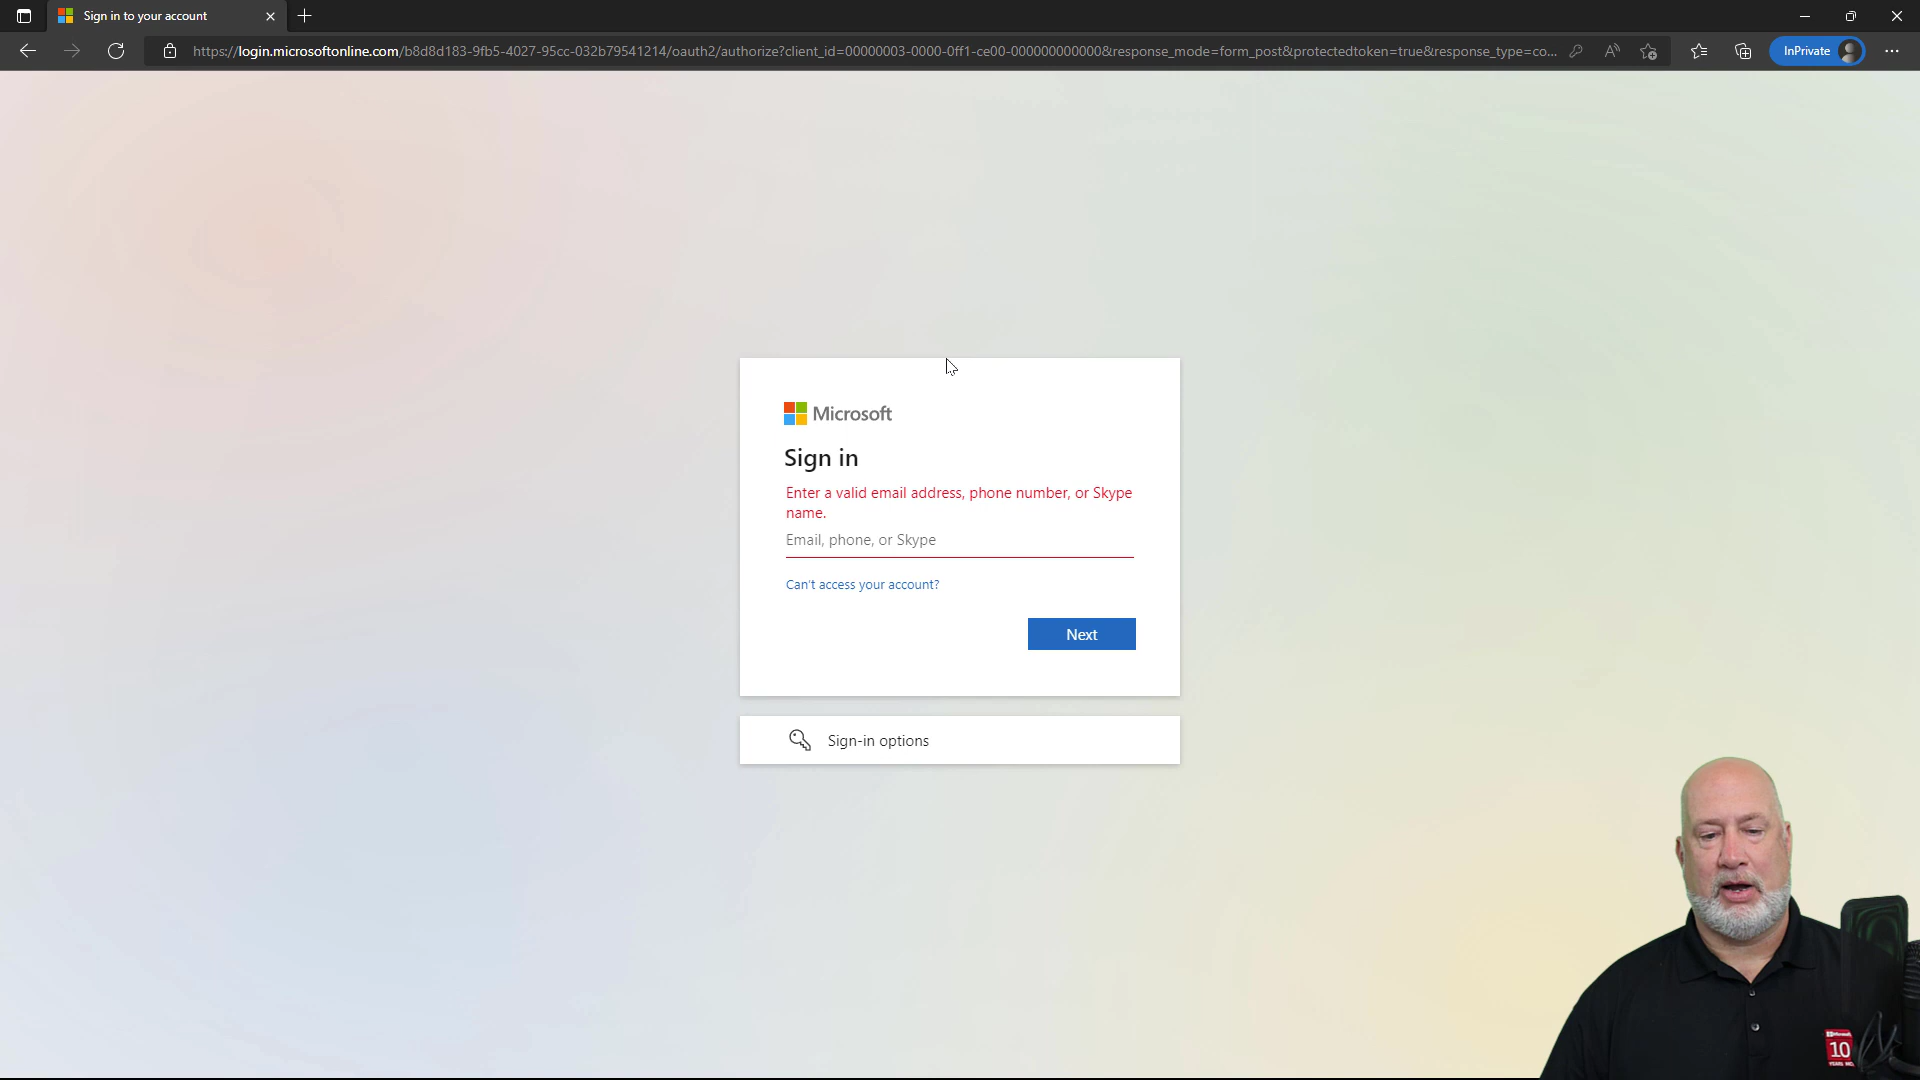 Sign in to your account
https://login.microsoftonline.com/b8d8d183-9fb5-4027-95cc-032b79541214/oauth2/authorize?client_id=00000003-0000-0ff1-ce00-000000000000&response_mode=form_post&protectedtoken=true&response_type=co...
InPrivate
Microsoft
Sign in
Enter a valid email address, phone number, or Skype
name.
Email, phone, or Skype
Can't access your account?
Next
Sign-in options
Microsoft
10